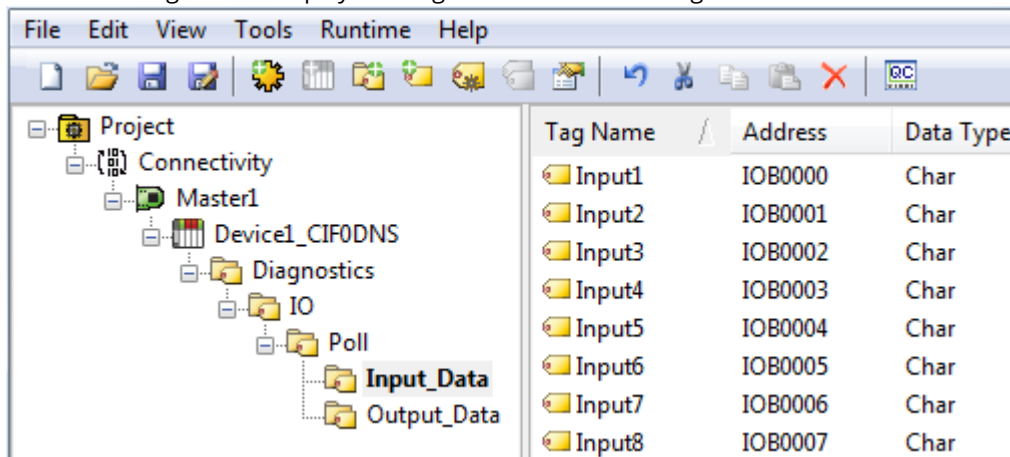 File Edit View Tools Runtime Help
QC
Project
Connectivity
Master1
Device1_CIF0DNS
Diagnostics
IO
Poll
Input_Data
Output_Data
Tag Name Address Data Type
Input1 IOB0000 Char
Input2 IOB0001 Char
Input3 IOB0002 Char
Input4 IOB0003 Char
Input5 IOB0004 Char
Input6 IOB0005 Char
Input7 IOB0006 Char
Input8 IOB0007 Char